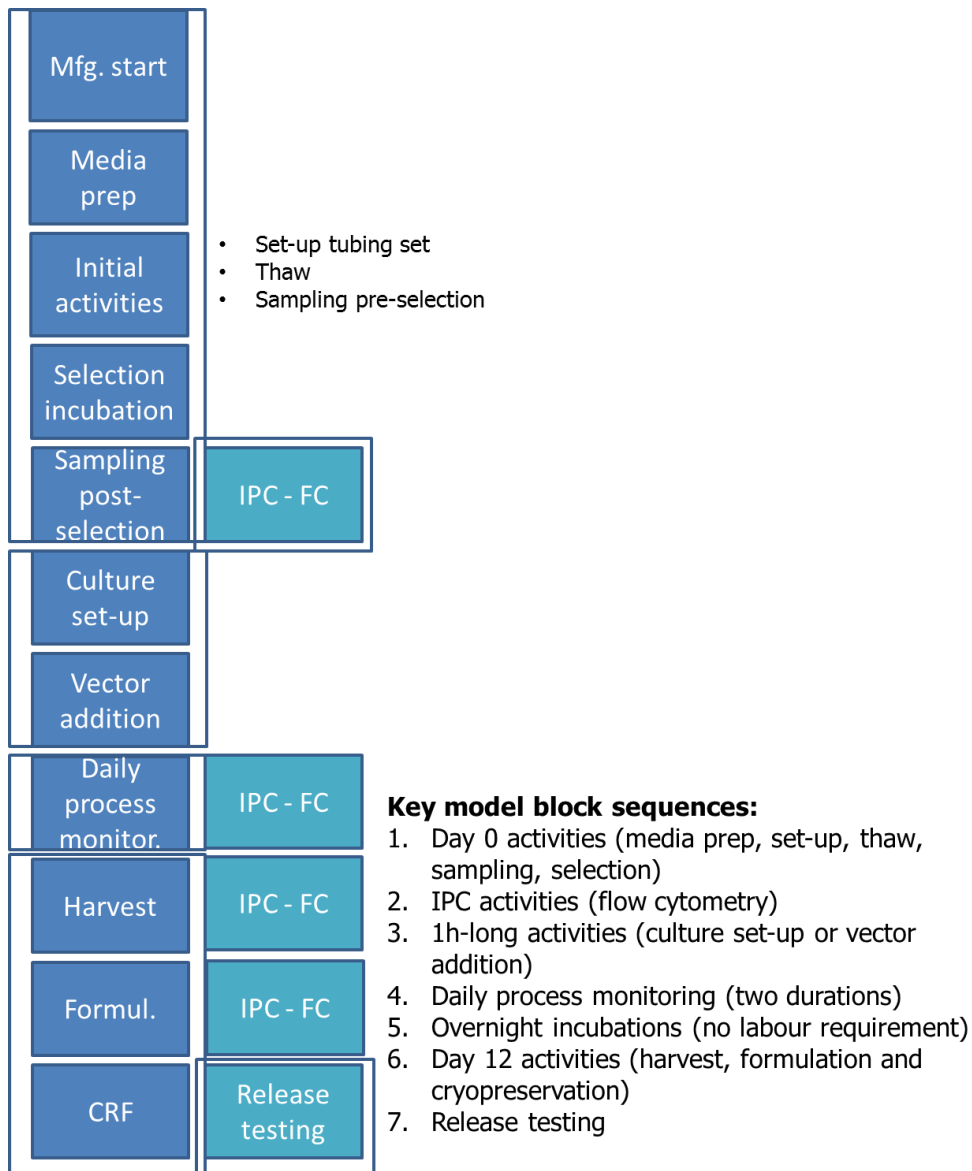 Mfg. start
Media
prep
Initial
activities
• Set-up tubing set
• Thaw
• Sampling pre-selection
Selection
incubation
Sampling
post-
selection
IPC - FC
Culture
set-up
Vector
addition
Daily
process
monitor.
IPC - FC
Harvest
IPC - FC
Formul.
IPC - FC
CRF
Release
testing
Key model block sequences:
1. Day 0 activities (media prep, set-up, thaw,
sampling, selection)
2. IPC activities (flow cytometry)
3. 1h-long activities (culture set-up or vector
addition)
4. Daily process monitoring (two durations)
5. Overnight incubations (no labour requirement)
6. Day 12 activities (harvest, formulation and
cryopreservation)
7. Release testing